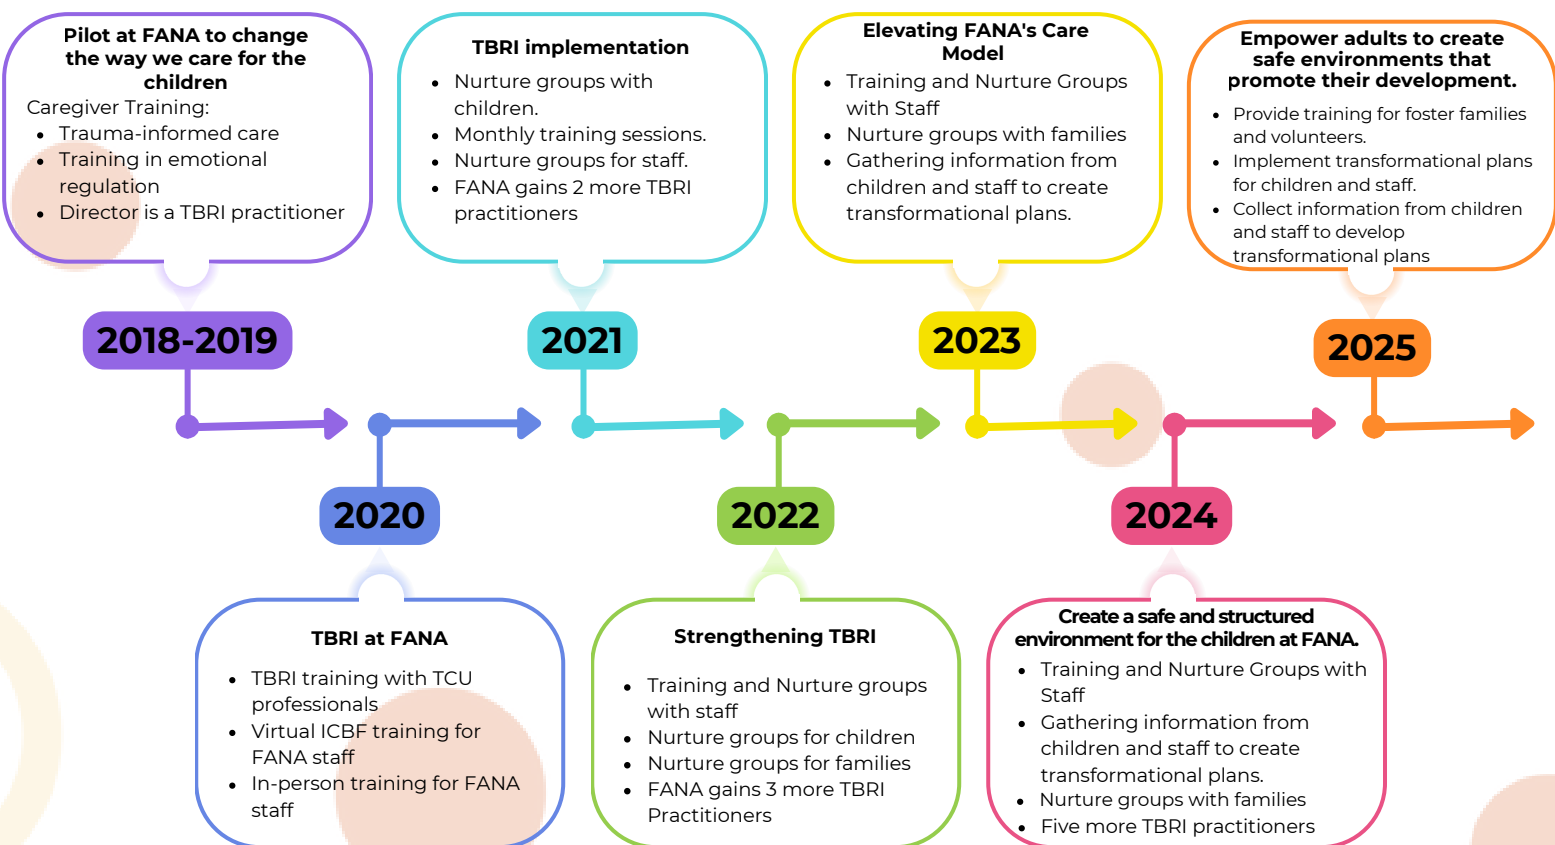 Pilot at FANA to change
the way we care for the
children
Caregiver Training:
• Trauma-informed care
• Training in emotional
regulation
• Director is a TBRI practitioner
2018-2019
TBRI at FANA
• TBRI training with TCU
professionals
• Virtual ICBF training for
FANA staff
• In-person training for FANA
staff
2020
TBRI implementation
• Nurture groups with
children.
• Monthly training sessions.
• Nurture groups for staff.
• FANA gains 2 more TBRI
practitioners
2021
Strengthening TBRI
• Training and Nurture groups
with staff
• Nurture groups for children
• Nurture groups for families
• FANA gains 3 more TBRI
Practitioners
2022
Elevating FANA's Care
Model
• Training and Nurture Groups
with Staff
• Nurture groups with families
• Gathering information from
children and staff to create
transformational plans.
2023
Create a safe and structured
environment for the children at FANA.
• Training and Nurture Groups with
Staff
• Gathering information from
children and staff to create
transformational plans.
• Nurture groups with families
• Five more TBRI practitioners
2024
Empower adults to create
safe environments that
promote their development.
• Provide training for foster families
and volunteers.
• Implement transformational plans
for children and staff.
• Collect information from children
and staff to develop
transformational plans
2025